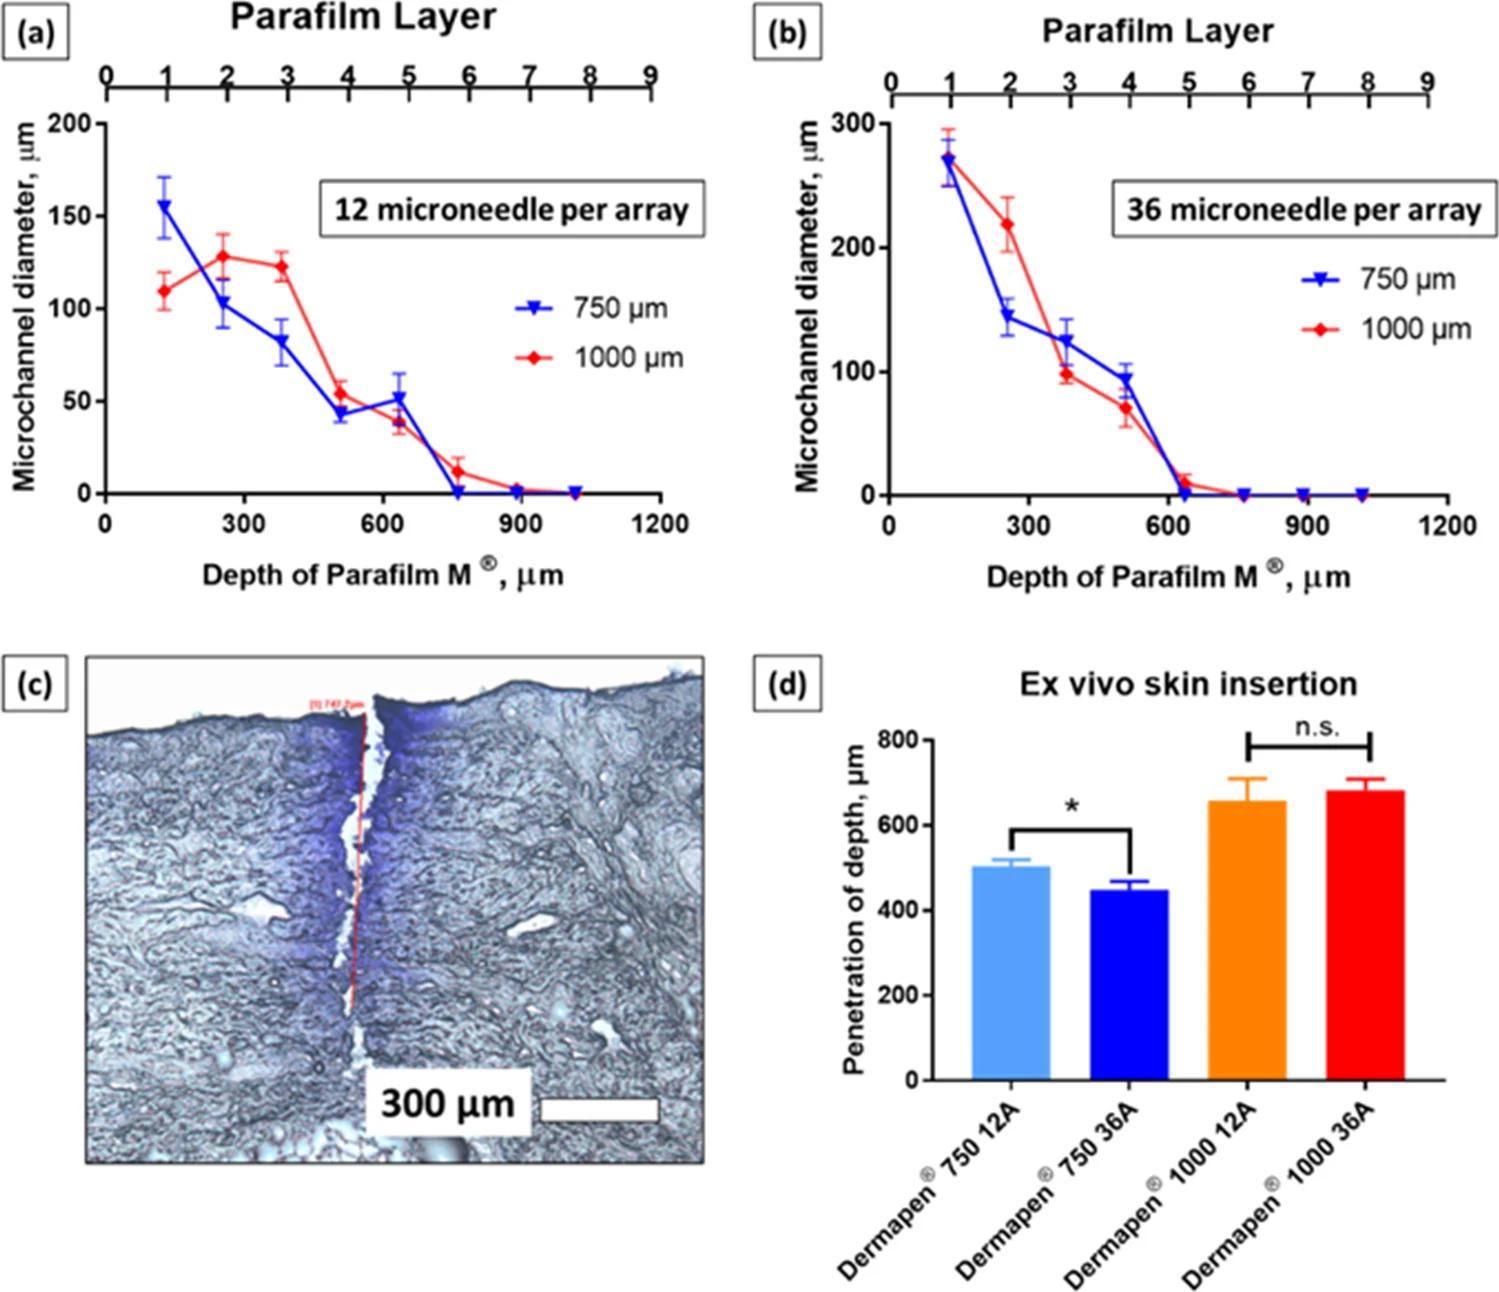 (a)
Parafilm Layer
0 1 2 3 4 5 6 7 8 9
Microchannel diameter, µm
200
150
100
50
0
12 microneedle per array
750 µm
1000 µm
0 300 600 900 1200
Depth of Parafilm M ®, µm
(b)
Parafilm Layer
0 1 2 3 4 5 6 7 8 9
Microchannel diameter, µm
300
200
100
0
36 microneedle per array
750 µm
1000 µm
0 300 600 900 1200
Depth of Parafilm M ®, µm
(c)
300 µm
(d)
Ex vivo skin insertion
Penetration of depth, µm
800
600
400
200
0
*
n.s.
Dermapen® 750 12A
Dermapen® 750 36A
Dermapen® 1000 12A
Dermapen® 1000 36A